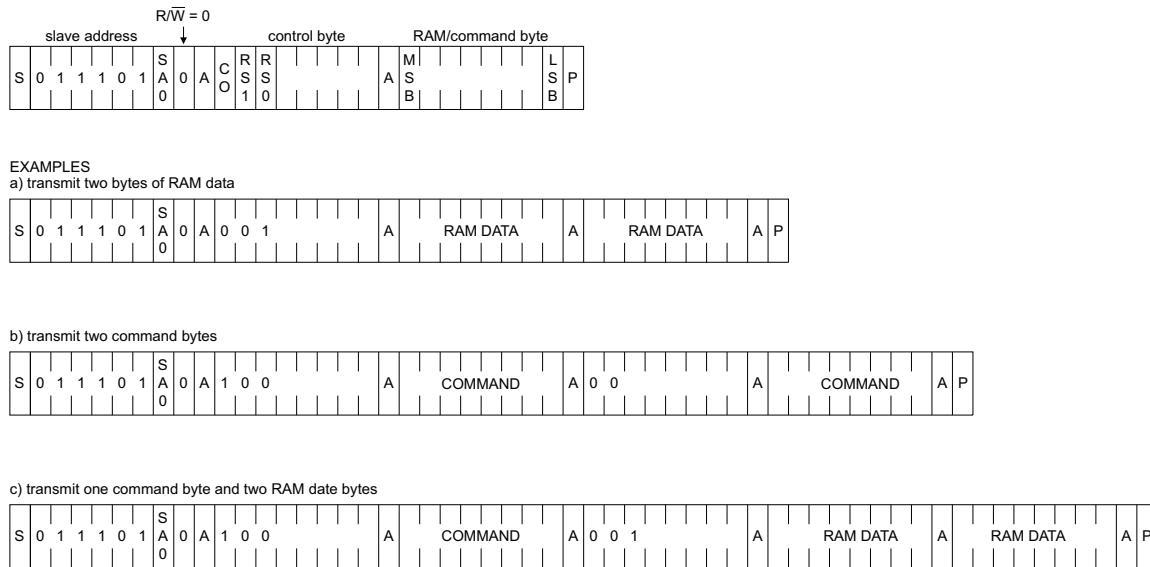 R/W̅ = 0
slave address control byte RAM/command byte
S 0 1 1 1 0 1 SA0 0 A CO RS1 RS0 A MSB LSB P
EXAMPLES
a) transmit two bytes of RAM data
S 0 1 1 1 0 1 SA0 0 A 0 0 1 A RAM DATA A RAM DATA A P
b) transmit two command bytes
S 0 1 1 1 0 1 SA0 0 A 1 0 0 A COMMAND A 0 0 A COMMAND A P
c) transmit one command byte and two RAM date bytes
S 0 1 1 1 0 1 SA0 0 A 1 0 0 A COMMAND A 0 0 1 A RAM DATA A RAM DATA A P